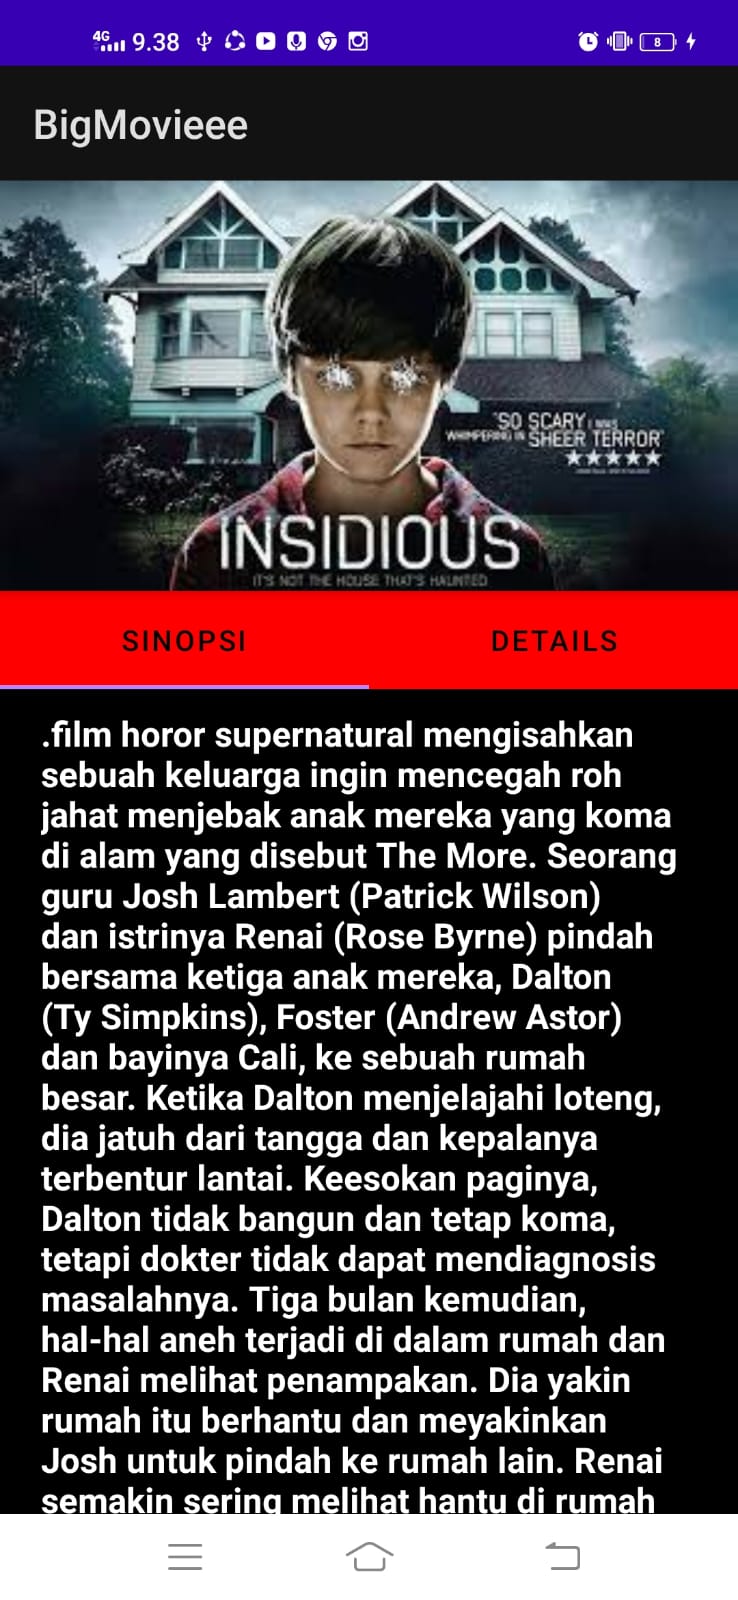 4G 9.38 8
BigMovieee
"SO SCARY I WAS
WHIMPERING IN SHEER TERROR"
INSIDIOUS
IT'S NOT THE HOUSE THAT'S HAUNTED
SINOPSI DETAILS
.film horor supernatural mengisahkan
sebuah keluarga ingin mencegah roh
jahat menjebak anak mereka yang koma
di alam yang disebut The More. Seorang
guru Josh Lambert (Patrick Wilson)
dan istrinya Renai (Rose Byrne) pindah
bersama ketiga anak mereka, Dalton
(Ty Simpkins), Foster (Andrew Astor)
dan bayinya Cali, ke sebuah rumah
besar. Ketika Dalton menjelajahi loteng,
dia jatuh dari tangga dan kepalanya
terbentur lantai. Keesokan paginya,
Dalton tidak bangun dan tetap koma,
tetapi dokter tidak dapat mendiagnosis
masalahnya. Tiga bulan kemudian,
hal-hal aneh terjadi di dalam rumah dan
Renai melihat penampakan. Dia yakin
rumah itu berhantu dan meyakinkan
Josh untuk pindah ke rumah lain. Renai
semakin sering melihat hantu di rumah